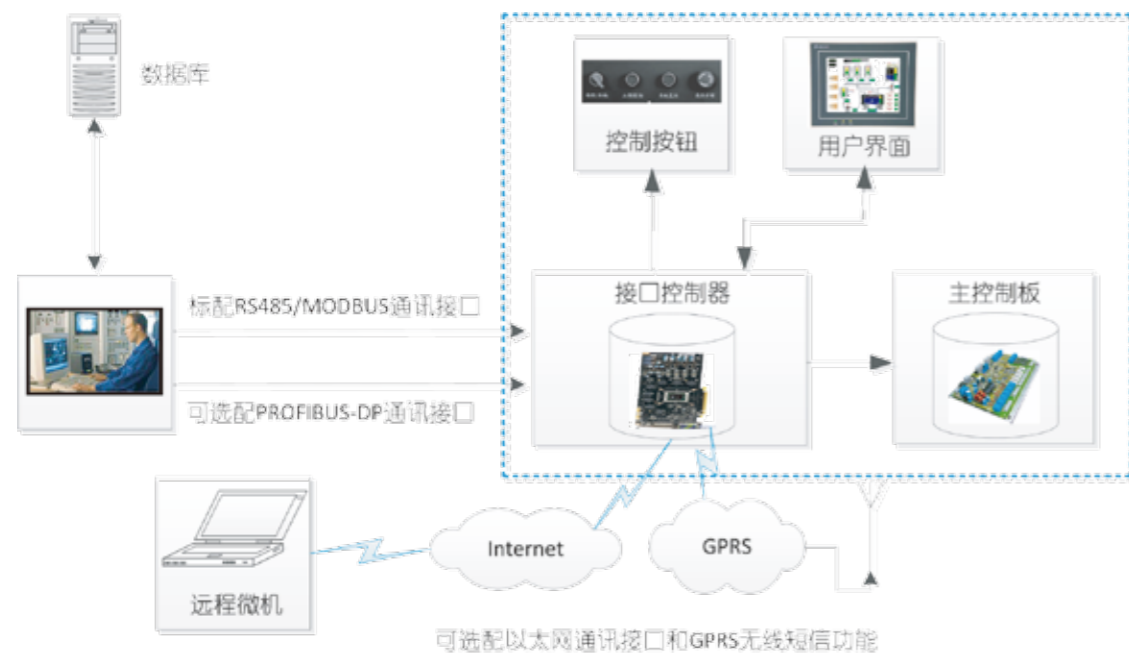 数据库
控制按钮
用户界面
标配RS485/MODBUS通讯接口
接口控制器
主控制板
可选配PROFIBUS-DP通讯接口
Internet
GPRS
远程微机
可选配以太网通讯接口和GPRS无线短信功能